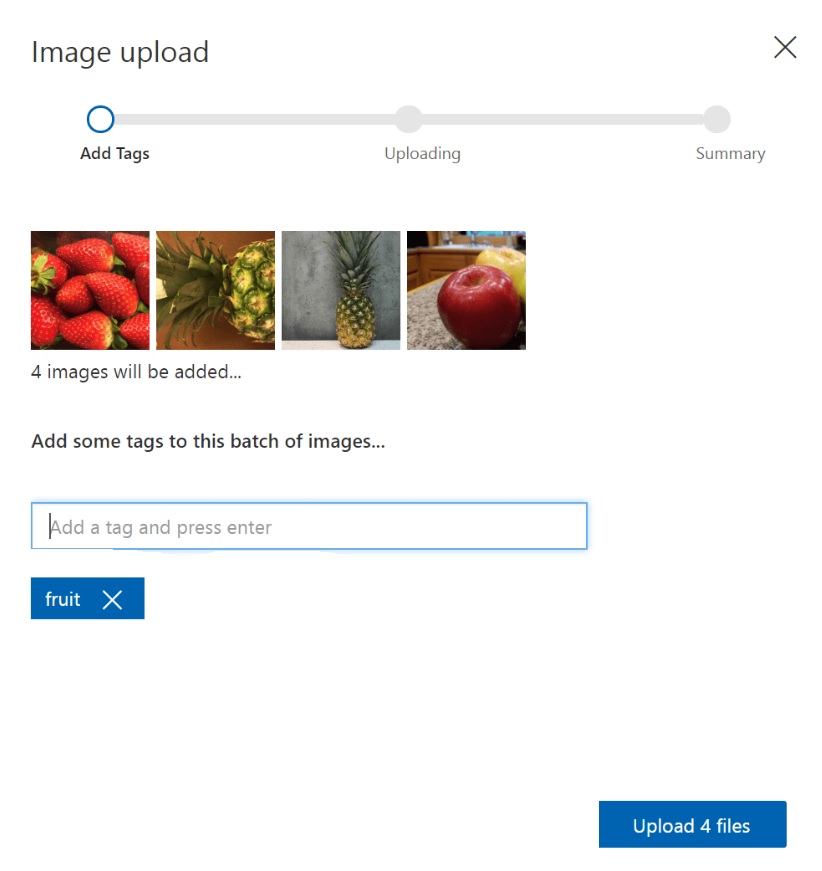 Image upload
Add Tags
Uploading
Summary
4 images will be added...
Add some tags to this batch of images...
Add a tag and press enter
fruit
Upload 4 files